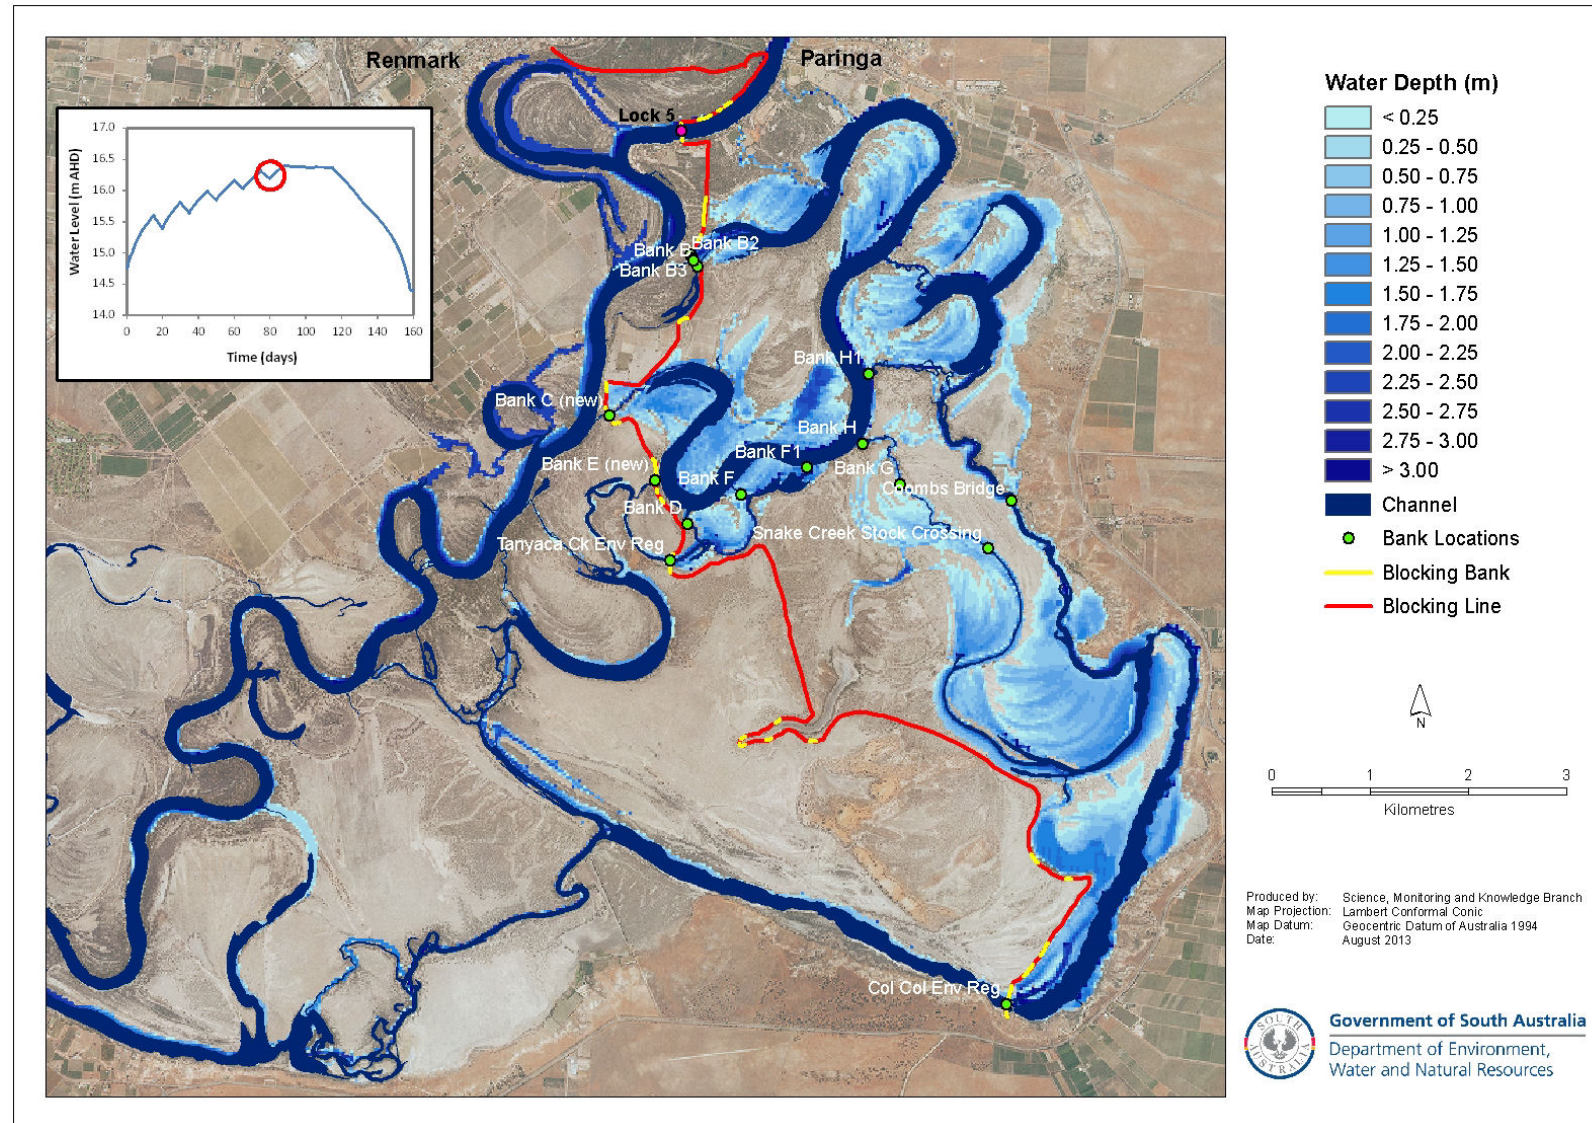 Renmark
Paringa
Lock 5
17.0
16.5
16.0
15.5
15.0
14.5
14.0
Water Level (m AHD)
0 20 40 60 80 100 120 140 160
Time (days)
Bank B
Bank B2
Bank B3
Bank H1
Bank C (new)
Bank H
Bank F1
Bank E (new)
Bank F
Bank G
Coombs Bridge
Bank D
Snake Creek Stock Crossing
Tanyaca Ck Env Reg
Col Col Env Reg
Water Depth (m)
< 0.25
0.25 - 0.50
0.50 - 0.75
0.75 - 1.00
1.00 - 1.25
1.25 - 1.50
1.50 - 1.75
1.75 - 2.00
2.00 - 2.25
2.25 - 2.50
2.50 - 2.75
2.75 - 3.00
> 3.00
Channel
Bank Locations
Blocking Bank
Blocking Line
N
0 1 2 3
Kilometres
Produced by: Science, Monitoring and Knowledge Branch
Map Projection: Lambert Conformal Conic
Map Datum: Geocentric Datum of Australia 1994
Date: August 2013
SOUTH AUSTRALIA
Government of South Australia
Department of Environment,
Water and Natural Resources